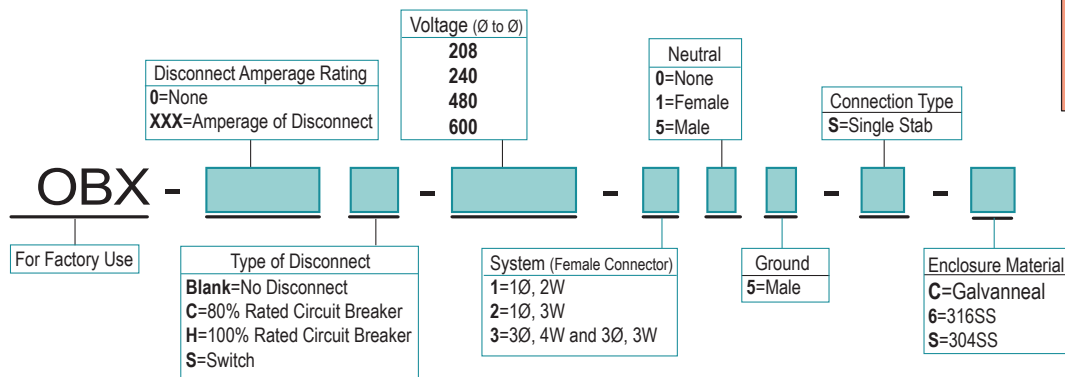 Voltage (Ø to Ø)
208
240
480
600
Disconnect Amperage Rating
0=None
XXX=Amperage of Disconnect
Neutral
0=None
1=Female
5=Male
Connection Type
S=Single Stab
OBX - - - - -
For Factory Use
Type of Disconnect
Blank=No Disconnect
C=80% Rated Circuit Breaker
H=100% Rated Circuit Breaker
S=Switch
System (Female Connector)
1=1Ø, 2W
2=1Ø, 3W
3=3Ø, 4W and 3Ø, 3W
Ground
5=Male
Enclosure Material
C=Galvanneal
6=316SS
S=304SS